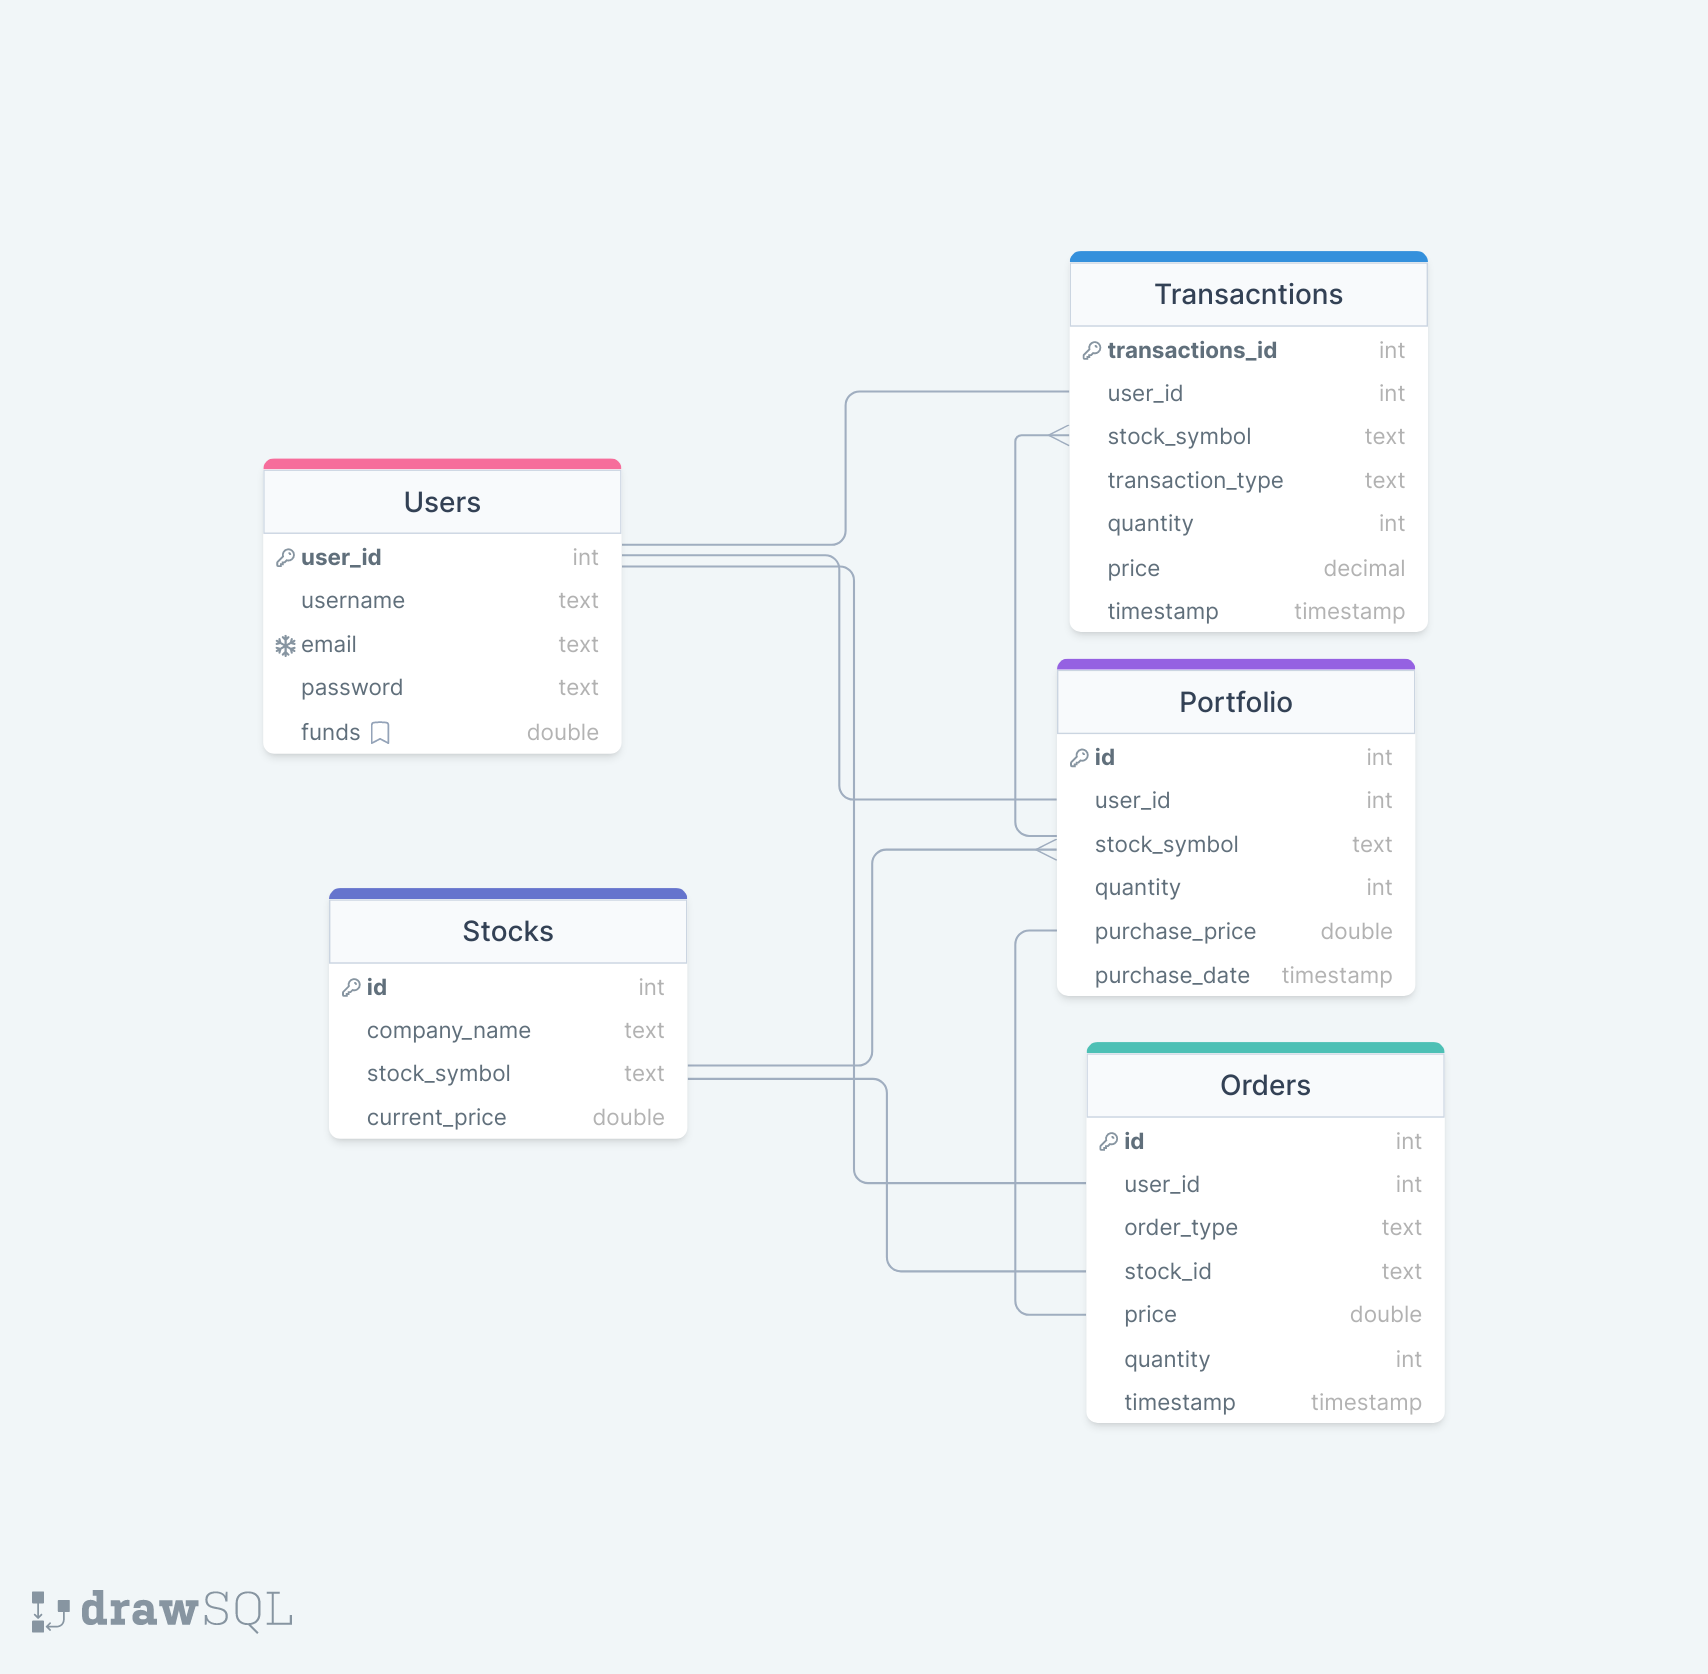 Transacntions
transactions_id int
user_id int
stock_symbol text
transaction_type text
quantity int
price decimal
timestamp timestamp
Users
user_id int
username text
email text
password text
funds double
Portfolio
id int
user_id int
stock_symbol text
quantity int
purchase_price double
purchase_date timestamp
Stocks
id int
company_name text
stock_symbol text
current_price double
Orders
id int
user_id int
order_type text
stock_id text
price double
quantity int
timestamp timestamp
drawSQL